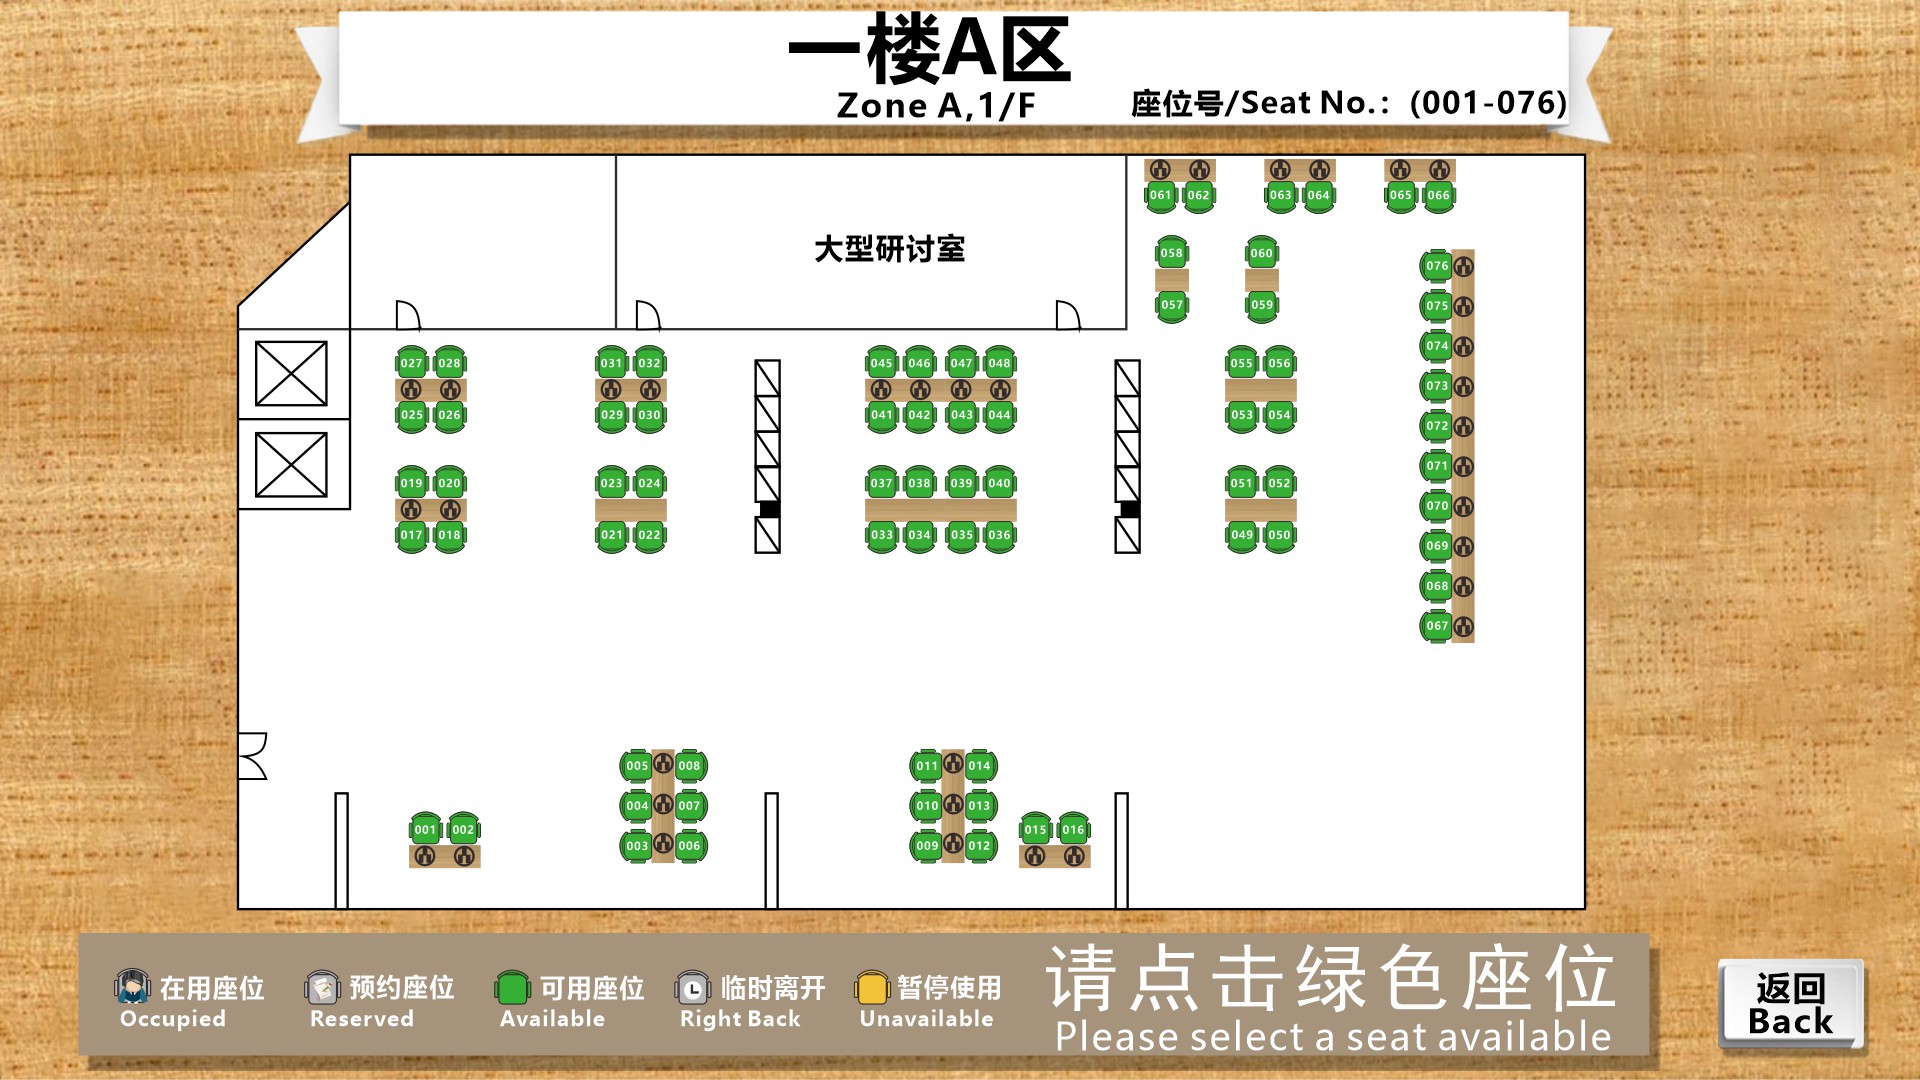 一楼A区
Zone A,1/F
座位号/Seat No.：(001-076)
061 062 063 064 065 066
大型研讨室
058 060
057 059
076
075
074
073
072
071
070
069
068
067
027 028 031 032 045 046 047 048 055 056
025 026 029 030 041 042 043 044 053 054
019 020 023 024 037 038 039 040 051 052
017 018 021 022 033 034 035 036 049 050
005 008 011 014
004 007 010 013
001 002 015 016
003 006 009 012
在用座位
Occupied
预约座位
Reserved
可用座位
Available
临时离开
Right Back
暂停使用
Unavailable
请点击绿色座位
Please select a seat available
返回
Back